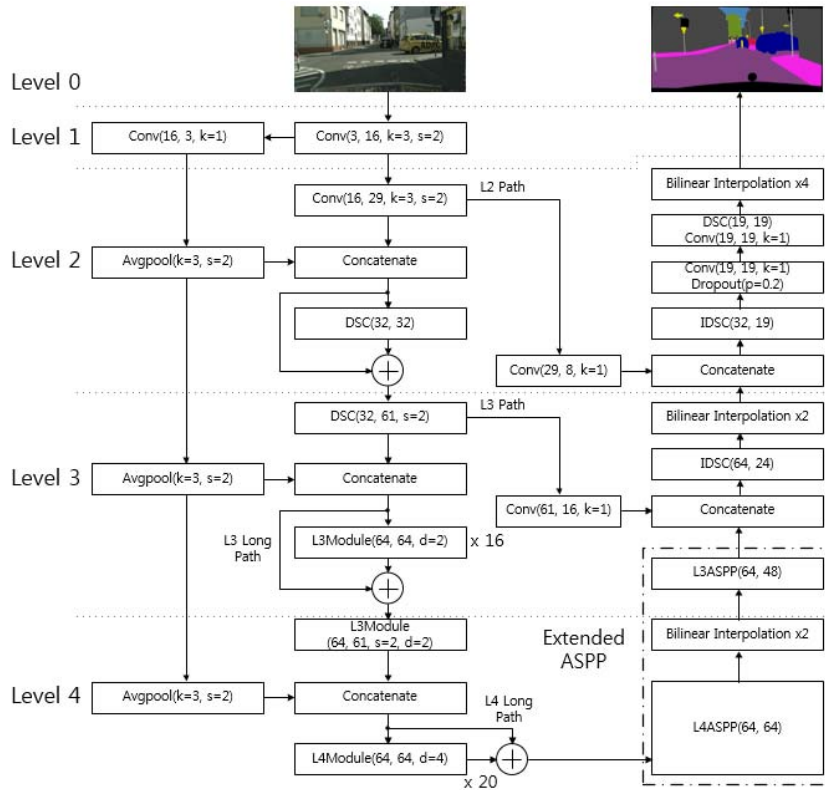 Level 0
Level 1
Conv(16, 3, k=1)
Conv(3, 16, k=3, s=2)
Bilinear Interpolation x4
Conv(16, 29, k=3, s=2)
L2 Path
DSC(19, 19)
Conv(19, 19, k=1)
Level 2
Avgpool(k=3, s=2)
Concatenate
Conv(19, 19, k=1)
Dropout(p=0.2)
DSC(32, 32)
IDSC(32, 19)
Conv(29, 8, k=1)
Concatenate
DSC(32, 61, s=2)
L3 Path
Bilinear Interpolation x2
Level 3
Avgpool(k=3, s=2)
Concatenate
IDSC(64, 24)
Conv(61, 16, k=1)
Concatenate
L3 Long
Path
L3Module(64, 64, d=2)
x 16
L3ASPP(64, 48)
L3Module
(64, 61, s=2, d=2)
Extended
ASPP
Bilinear Interpolation x2
Level 4
Avgpool(k=3, s=2)
Concatenate
L4 Long
Path
L4ASPP(64, 64)
L4Module(64, 64, d=4)
x 20